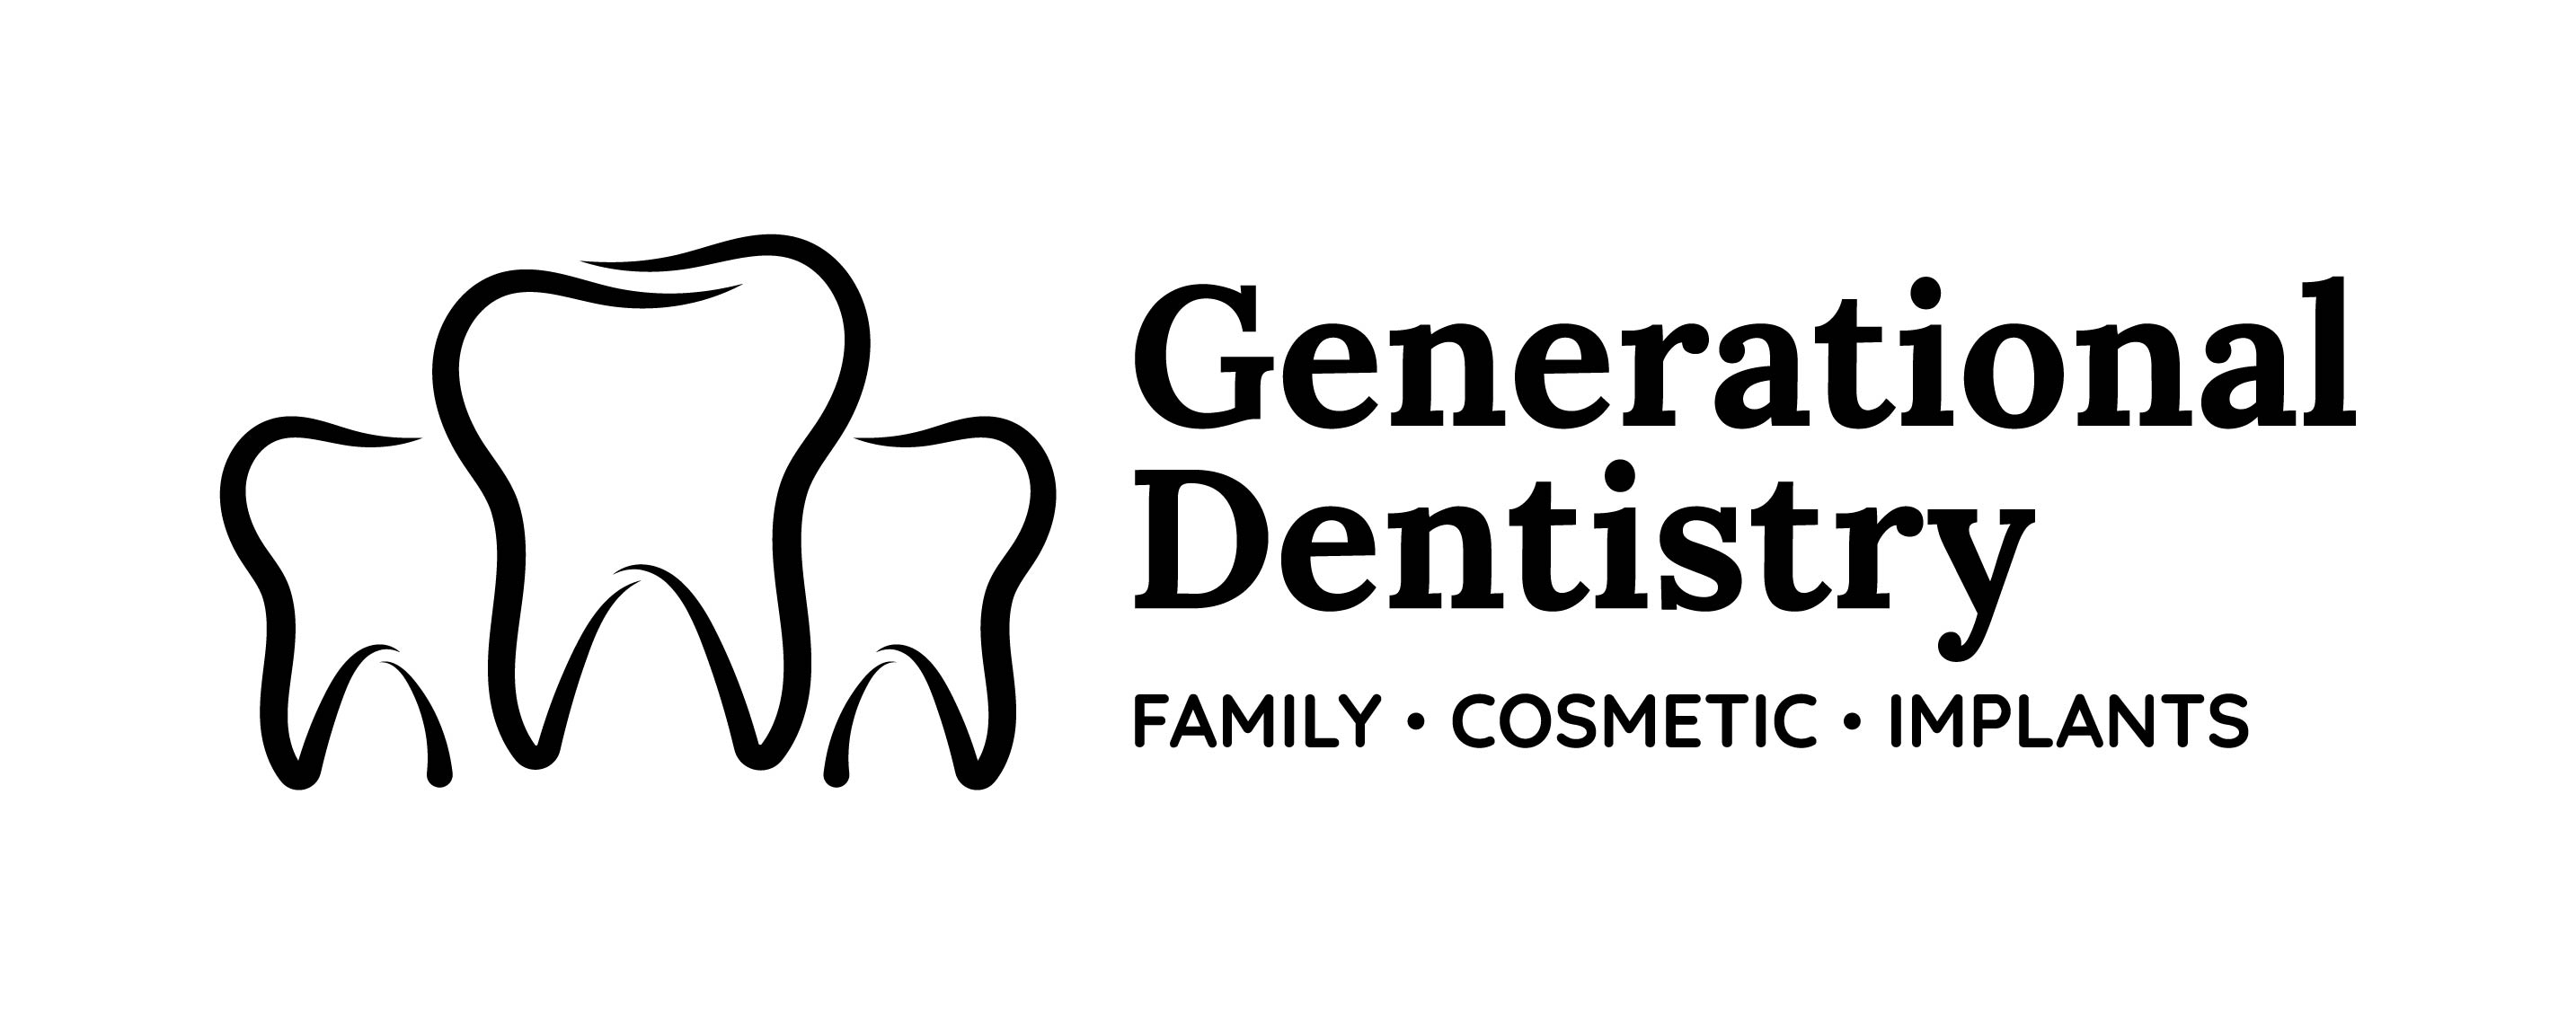 Generational
Dentistry
FAMILY • COSMETIC • IMPLANTS